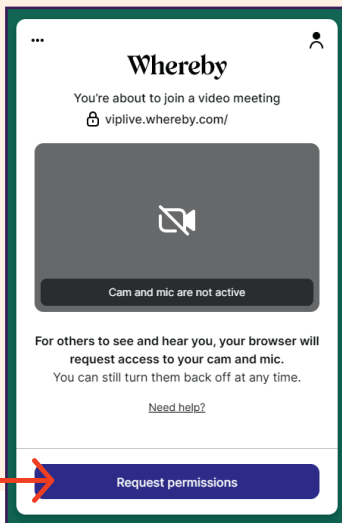 Whereby
You're about to join a video meeting
viplive.whereby.com/
Cam and mic are not active
For others to see and hear you, your browser will
request access to your cam and mic.
You can still turn them back off at any time.
Need help?
Request permissions